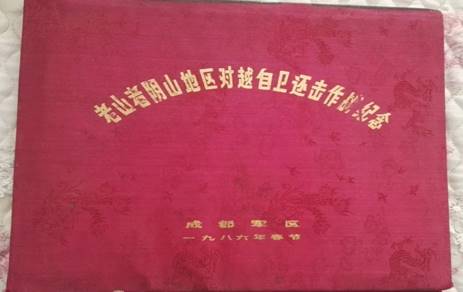 老山者阴山地区对越自卫还击作战纪念
成都军区
一九八六年春节